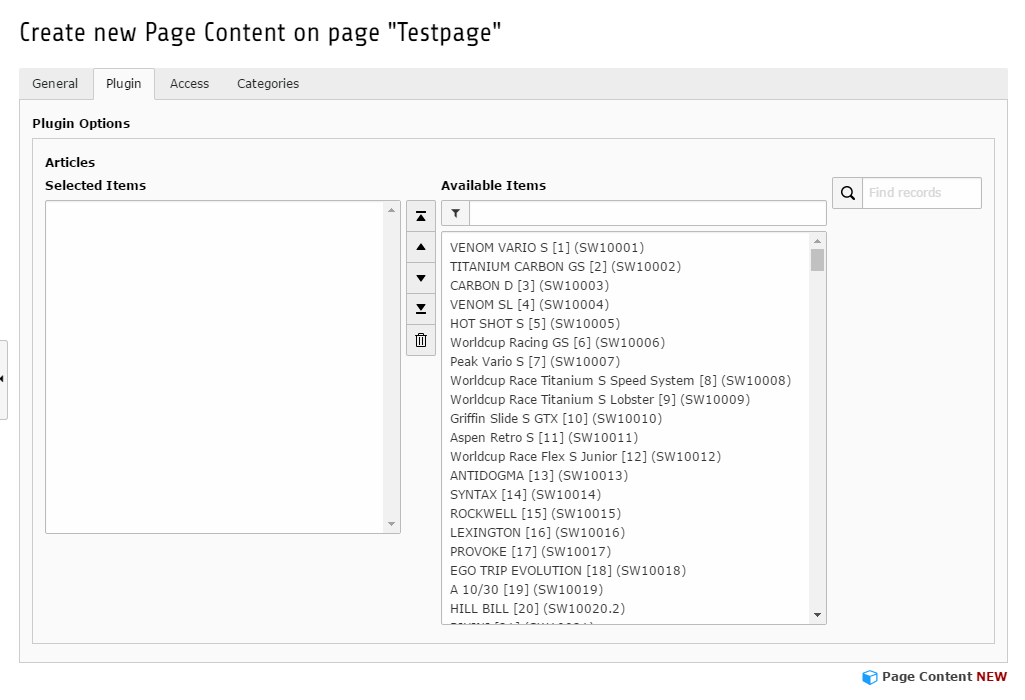 Create new Page Content on page "Testpage"
General Plugin Access Categories
Plugin Options
Articles
Selected Items
Available Items
Find records
VENOM VARIO S [1] (SW10001)
TITANIUM CARBON GS [2] (SW10002)
CARBON D [3] (SW10003)
VENOM SL [4] (SW10004)
HOT SHOT S [5] (SW10005)
Worldcup Racing GS [6] (SW10006)
Peak Vario S [7] (SW10007)
Worldcup Race Titanium S Speed System [8] (SW10008)
Worldcup Race Titanium S Lobster [9] (SW10009)
Griffin Slide S GTX [10] (SW10010)
Aspen Retro S [11] (SW10011)
Worldcup Race Flex S Junior [12] (SW10012)
ANTIDOGMA [13] (SW10013)
SYNTAX [14] (SW10014)
ROCKWELL [15] (SW10015)
LEXINGTON [16] (SW10016)
PROVOKE [17] (SW10017)
EGO TRIP EVOLUTION [18] (SW10018)
A 10/30 [19] (SW10019)
HILL BILL [20] (SW10020.2)
Page Content NEW